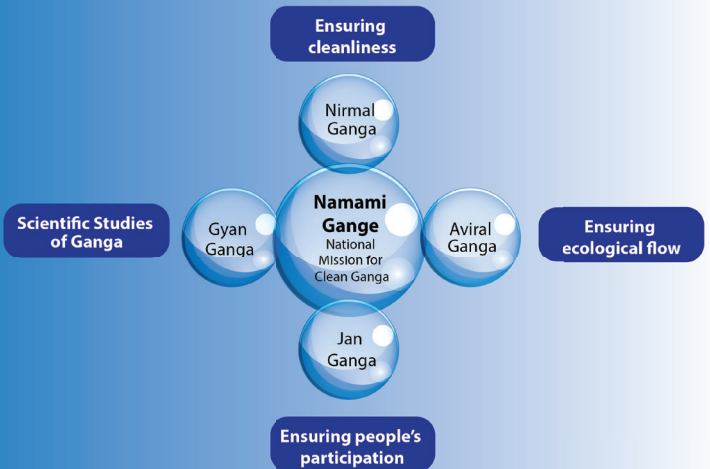 Ensuring
cleanliness
Nirmal
Ganga
Scientific Studies
of Ganga
Gyan
Ganga
Namami
Gange
National
Mission for
Clean Ganga
Aviral
Ganga
Ensuring
ecological flow
Jan
Ganga
Ensuring people's
participation